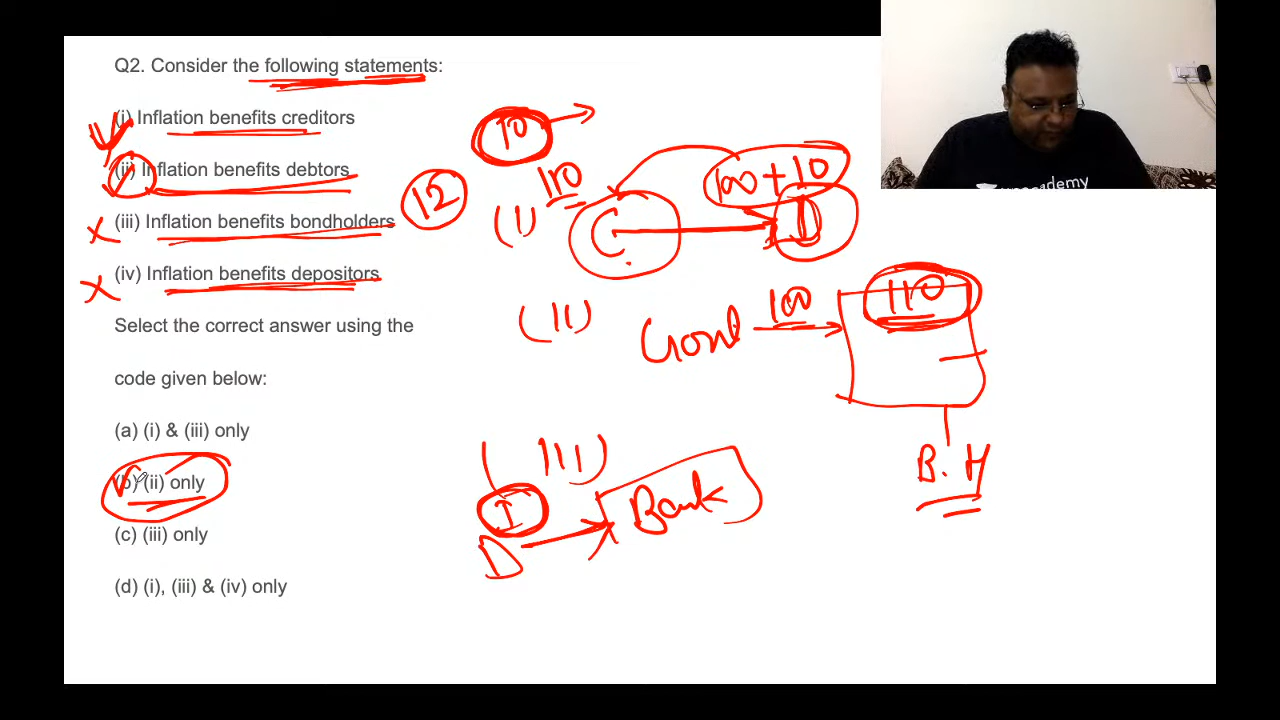 Q2. Consider the following statements:
(i) Inflation benefits creditors
(ii) Inflation benefits debtors
(iii) Inflation benefits bondholders
(iv) Inflation benefits depositors
Select the correct answer using the
code given below:
(a) (i) & (iii) only
(b) (ii) only
(c) (iii) only
(d) (i), (iii) & (iv) only
10
110
12
(I)
C
100 + 10
D
(II)
Govt
100
110
B.H
(III)
I
D
Bank